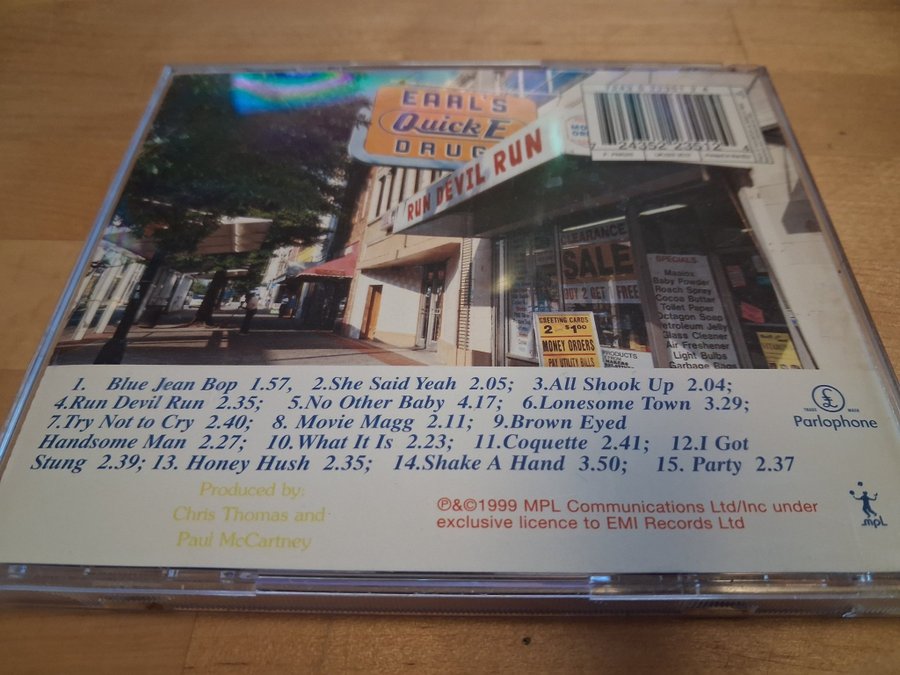 EARL'S
Quick E
DRUG
RUN DEVIL RUN
7 24352 23512 4
CLEARANCE
SALE
BUY 2 GET FREE
GREETING CARDS
2 $1.00
MONEY ORDERS
PAY UTILITY BILLS
PRODUCTS
FROM
SPECIALS
Maalox
Baby Powder
Roach Spray
Cocoa Butter
Toilet Paper
Octagon Soap
Petroleum Jelly
Glass Cleaner
Air Freshener
Light Bulbs
Garbage Bags
1. Blue Jean Bop 1.57, 2.She Said Yeah 2.05; 3.All Shook Up 2.04;
4.Run Devil Run 2.35; 5.No Other Baby 4.17; 6.Lonesome Town 3.29;
7.Try Not to Cry 2.40; 8. Movie Magg 2.11; 9.Brown Eyed
Handsome Man 2.27; 10.What It Is 2.23; 11.Coquette 2.41; 12.I Got
Stung 2.39; 13. Honey Hush 2.35; 14.Shake A Hand 3.50; 15. Party 2.37
£
TRADE MARK
Parlophone
Produced by:
Chris Thomas and
Paul McCartney
℗&©1999 MPL Communications Ltd/Inc under
exclusive licence to EMI Records Ltd
mpL